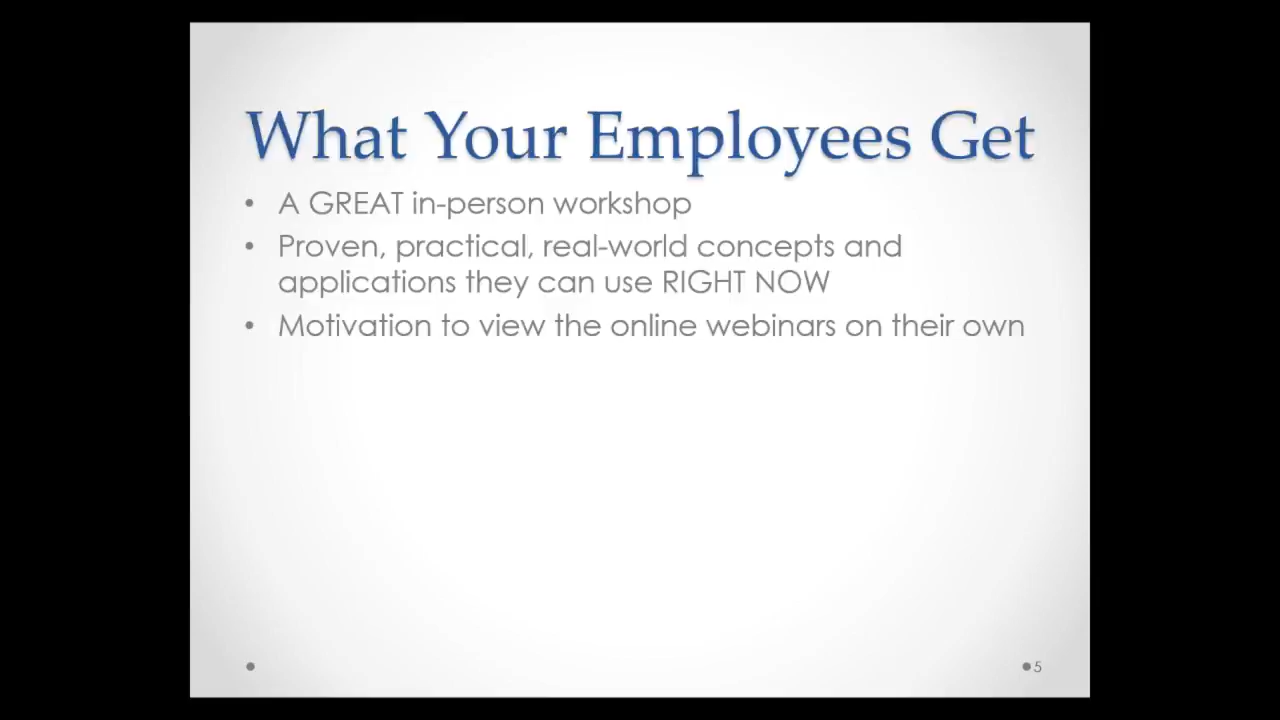 What Your Employees Get
• A GREAT in-person workshop
• Proven, practical, real-world concepts and
applications they can use RIGHT NOW
• Motivation to view the online webinars on their own
5